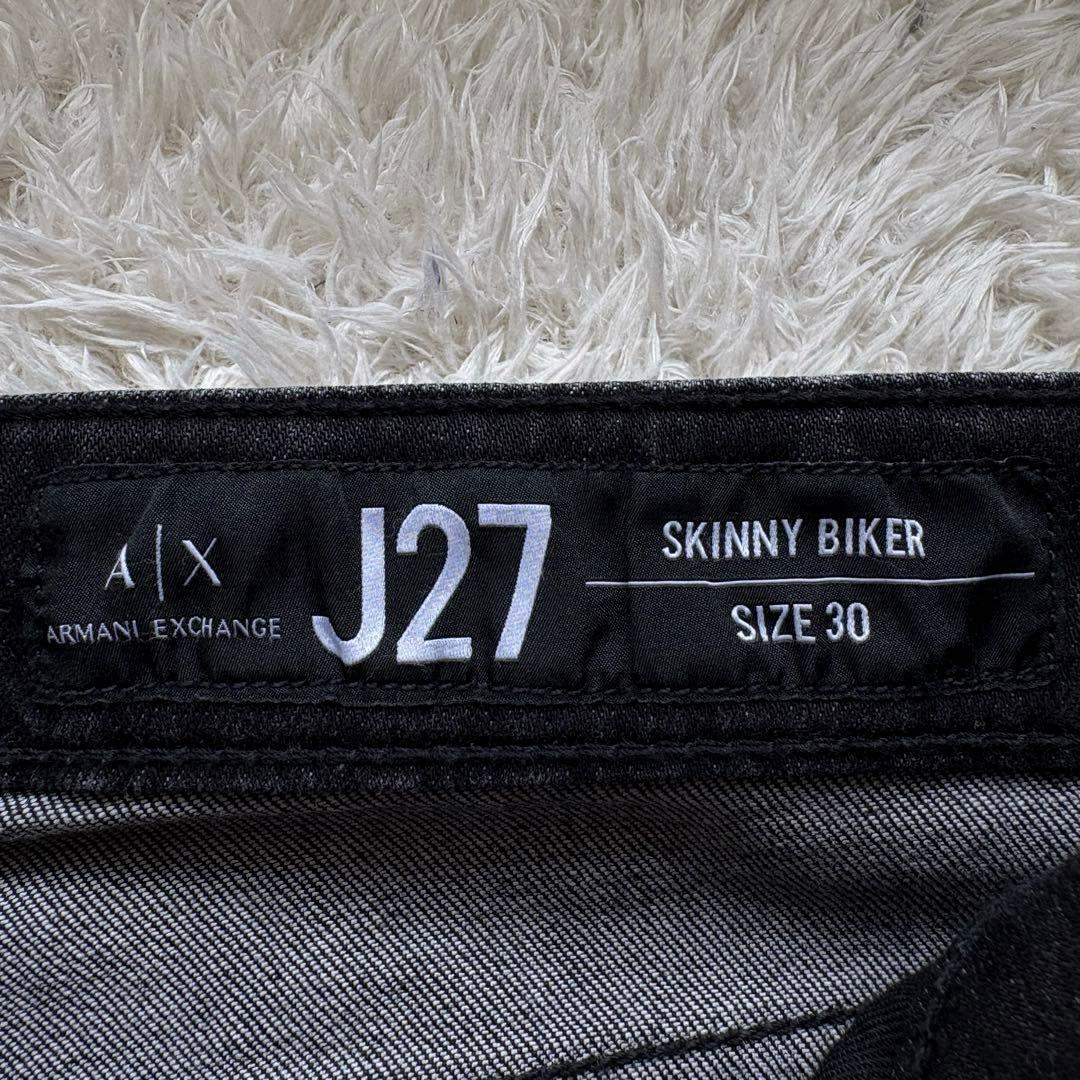 A|X
ARMANI EXCHANGE
J27
SKINNY BIKER
SIZE 30